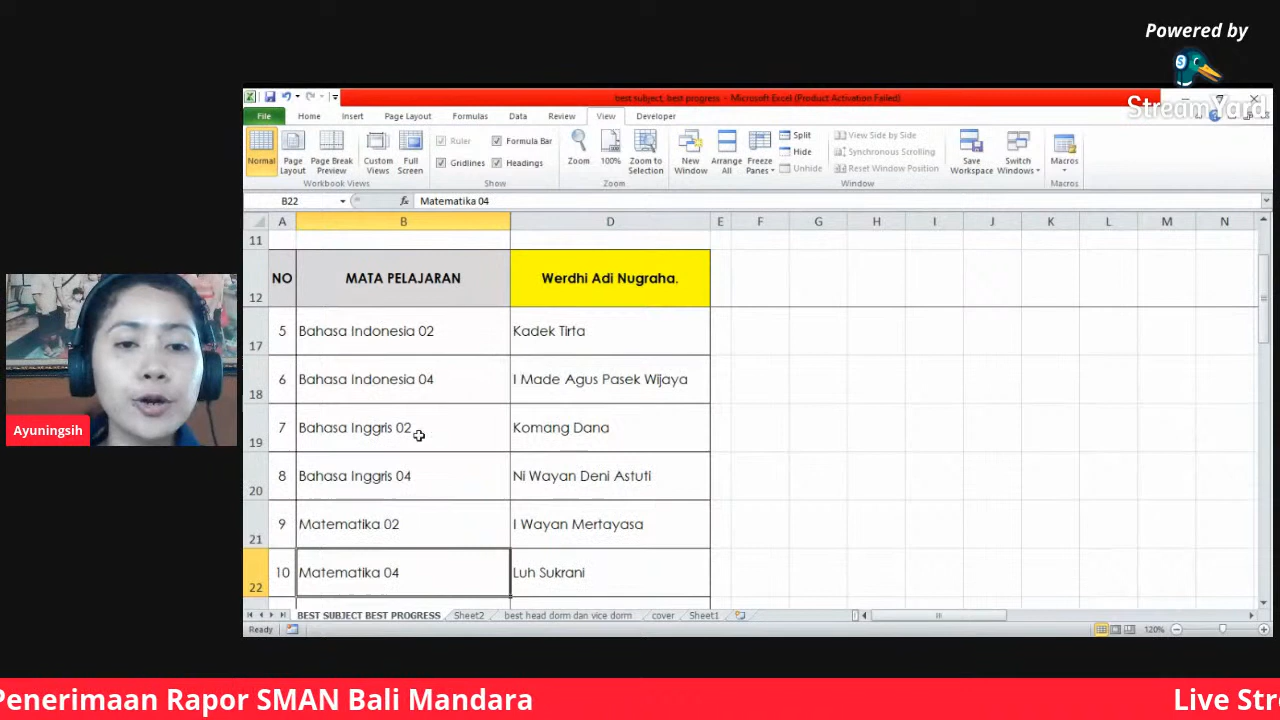 Powered by
StreamYard
best subject, best progress - Microsoft Excel (Product Activation Failed)
File Home Insert Page Layout Formulas Data Review View Developer
Normal
Page Layout
Page Break Preview
Custom Views
Full Screen
Workbook Views
Ruler
Formula Bar
Gridlines
Headings
Show
Zoom
100%
Zoom to Selection
Zoom
New Window
Arrange All
Freeze Panes
Split
Hide
Unhide
View Side by Side
Synchronous Scrolling
Reset Window Position
Window
Save Workspace
Switch Windows
Macros
Macros
B22 fx Matematika 04
A B D E F G H I J K L M N
11
12 NO MATA PELAJARAN Werdhi Adi Nugraha.
17 5 Bahasa Indonesia 02 Kadek Tirta
18 6 Bahasa Indonesia 04 I Made Agus Pasek Wijaya
19 7 Bahasa Inggris 02 Komang Dana
20 8 Bahasa Inggris 04 Ni Wayan Deni Astuti
21 9 Matematika 02 I Wayan Mertayasa
22 10 Matematika 04 Luh Sukrani
BEST SUBJECT BEST PROGRESS Sheet2 best head dorm dan vice dorm cover Sheet1
Ready 120%
Ayuningsih
Penerimaan Rapor SMAN Bali Mandara Live Stre